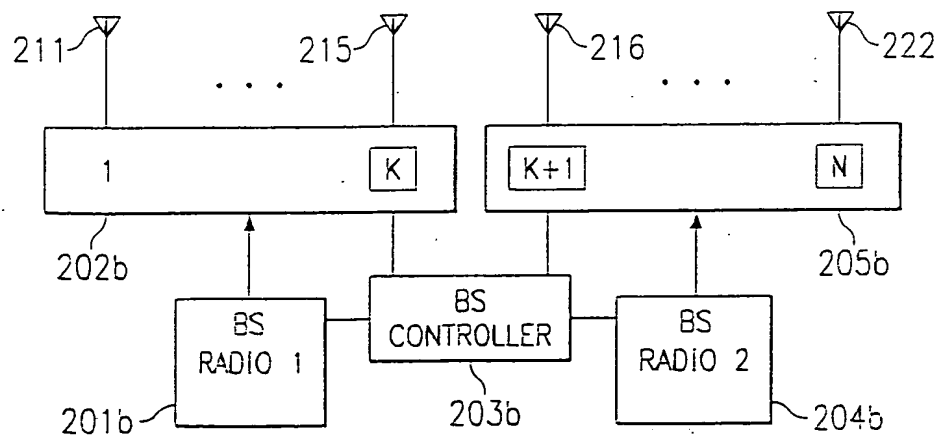 211 215 216 222
. . . . . .
1 K K+1 N
202b 205b
BS RADIO 1
BS CONTROLLER
BS RADIO 2
201b 203b 204b